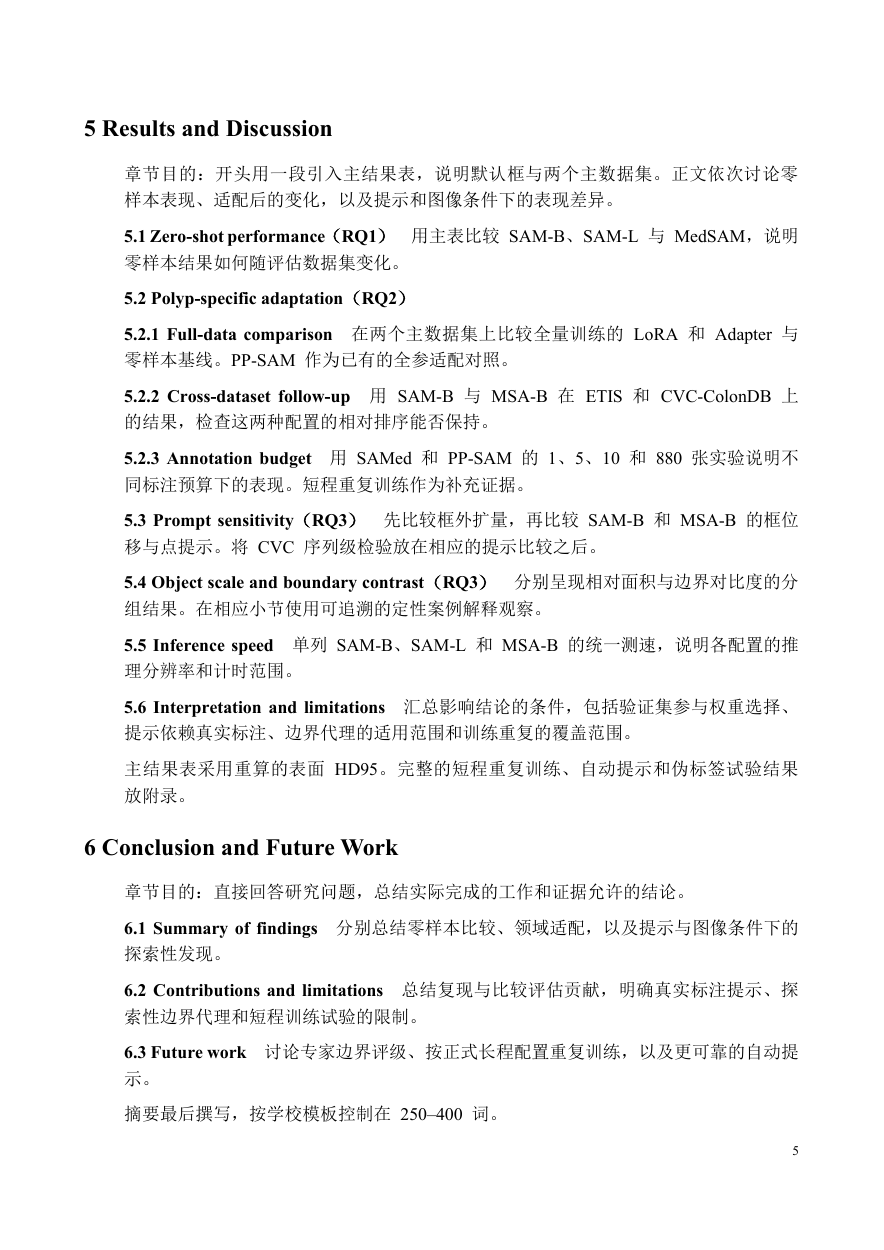 5 Results and Discussion
章节目的：开头用一段引入主结果表，说明默认框与两个主数据集。正文依次讨论零
样本表现、适配后的变化，以及提示和图像条件下的表现差异。
5.1 Zero-shot performance（RQ1） 用主表比较 SAM-B、SAM-L 与 MedSAM，说明
零样本结果如何随评估数据集变化。
5.2 Polyp-specific adaptation（RQ2）
5.2.1 Full-data comparison 在两个主数据集上比较全量训练的 LoRA 和 Adapter 与
零样本基线。PP-SAM 作为已有的全参适配对照。
5.2.2 Cross-dataset follow-up 用 SAM-B 与 MSA-B 在 ETIS 和 CVC-ColonDB 上
的结果，检查这两种配置的相对排序能否保持。
5.2.3 Annotation budget 用 SAMed 和 PP-SAM 的 1、5、10 和 880 张实验说明不
同标注预算下的表现。短程重复训练作为补充证据。
5.3 Prompt sensitivity（RQ3） 先比较框外扩量，再比较 SAM-B 和 MSA-B 的框位
移与点提示。将 CVC 序列级检验放在相应的提示比较之后。
5.4 Object scale and boundary contrast（RQ3） 分别呈现相对面积与边界对比度的分
组结果。在相应小节使用可追溯的定性案例解释观察。
5.5 Inference speed 单列 SAM-B、SAM-L 和 MSA-B 的统一测速，说明各配置的推
理分辨率和计时范围。
5.6 Interpretation and limitations 汇总影响结论的条件，包括验证集参与权重选择、
提示依赖真实标注、边界代理的适用范围和训练重复的覆盖范围。
主结果表采用重算的表面 HD95。完整的短程重复训练、自动提示和伪标签试验结果
放附录。
6 Conclusion and Future Work
章节目的：直接回答研究问题，总结实际完成的工作和证据允许的结论。
6.1 Summary of findings 分别总结零样本比较、领域适配，以及提示与图像条件下的
探索性发现。
6.2 Contributions and limitations 总结复现与比较评估贡献，明确真实标注提示、探
索性边界代理和短程训练试验的限制。
6.3 Future work 讨论专家边界评级、按正式长程配置重复训练，以及更可靠的自动提
示。
摘要最后撰写，按学校模板控制在 250–400 词。
5